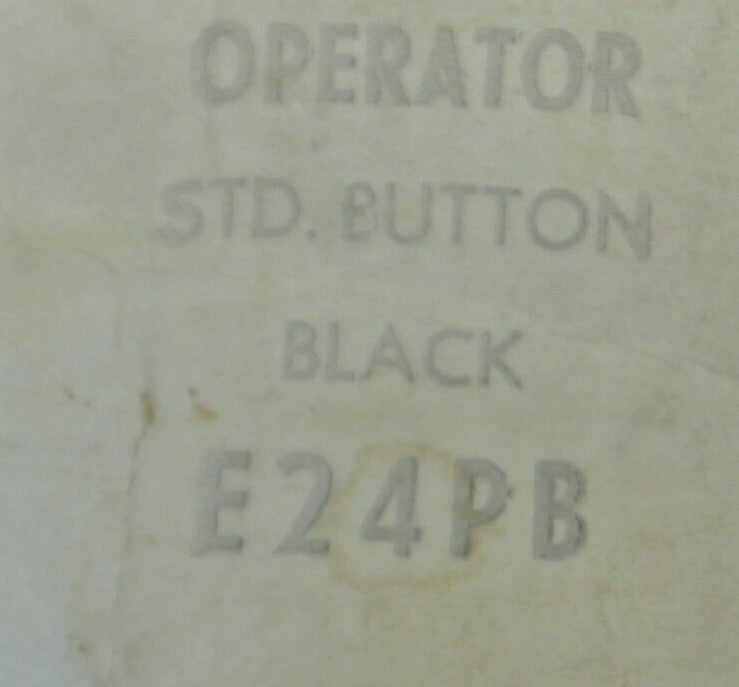 OPERATOR
STD. BUTTON
BLACK
E24PB